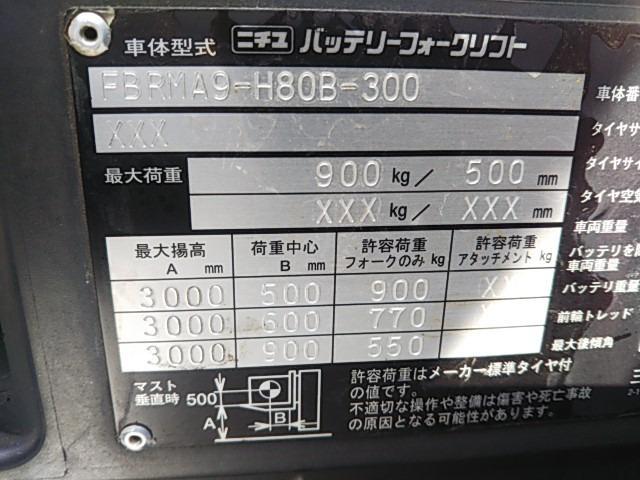 車体型式 ニチユ バッテリーフォークリフト
FBRMA9-H80B-300
XXX
最大荷重 900 kg/ 500 mm
XXX kg/ XXX mm
最大揚高 A mm 荷重中心 B mm 許容荷重 フォークのみ kg 許容荷重 アタッチメント kg
3000 500 900
3000 600 770
3000 900 550
マスト
垂直時 500
A
B
許容荷重はメーカー標準タイヤ付
の値です。
不適切な操作や整備は傷害や死亡事故
の原因となる可能性があります。
車体番
タイヤサ
タイヤサイ
タイヤ空気
車両重量
バッテリを
車両重量
バッテリ重量
前輪トレッド
最大後傾角